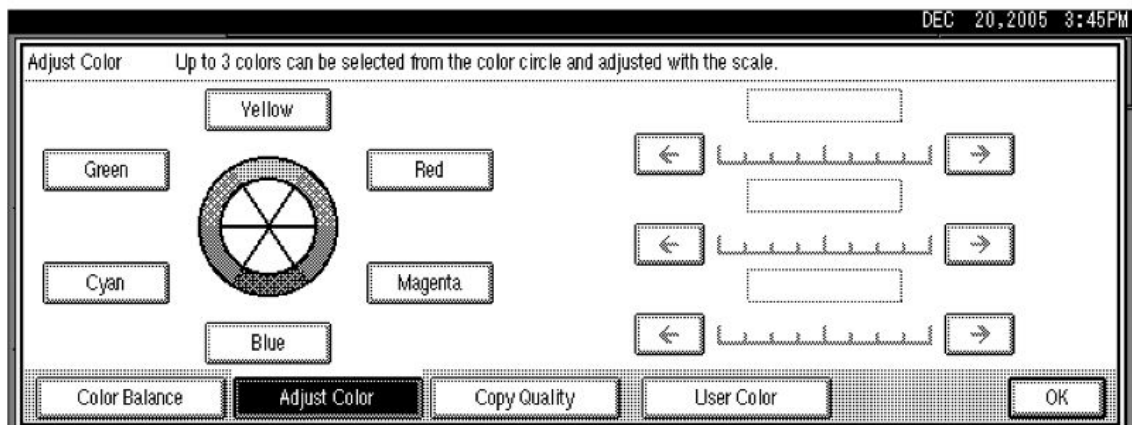 DEC 20,2005 3:45PM
Adjust Color Up to 3 colors can be selected from the color circle and adjusted with the scale.
Yellow
Green
Red
Cyan
Magenta
Blue
Color Balance Adjust Color Copy Quality User Color OK